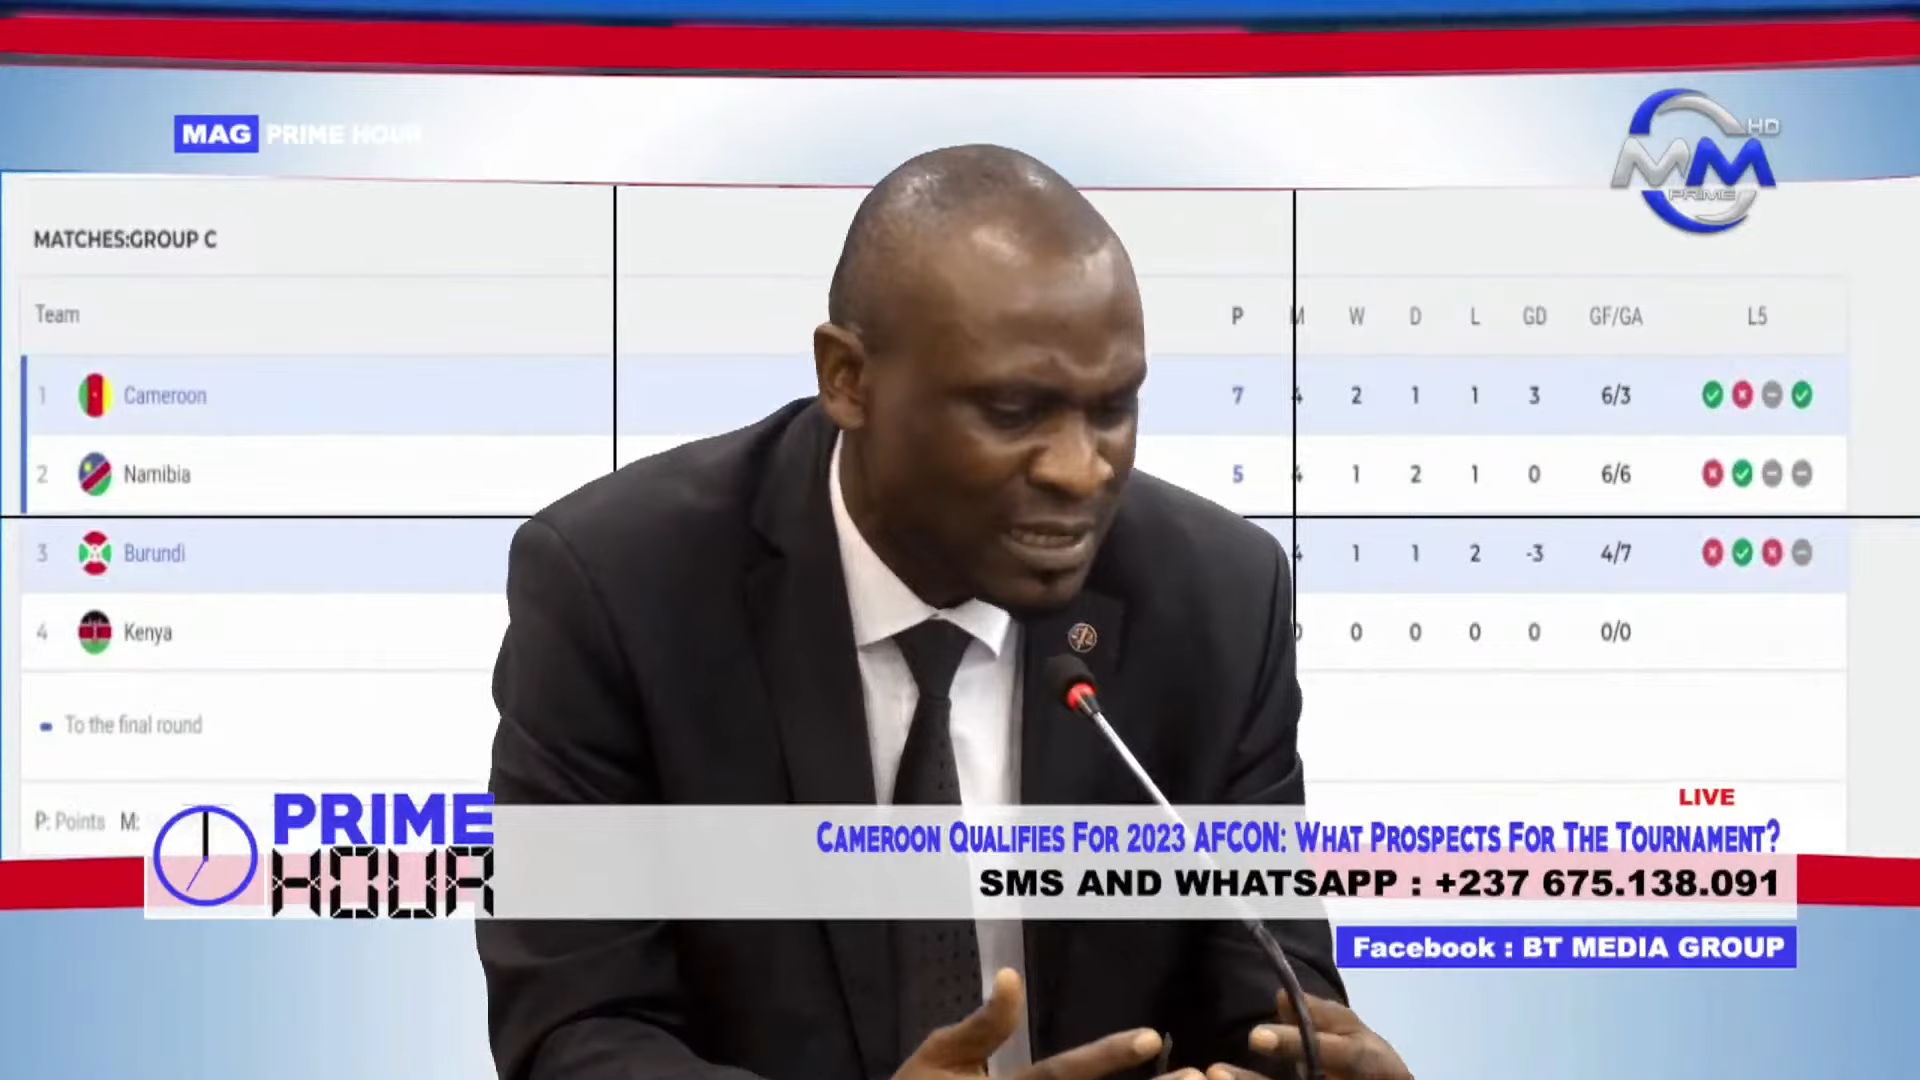 MAG PRIME HOUR
HD
MM
PRIME
MATCHES:GROUP C
Team P M W D L GD GF/GA L5
1 Cameroon 7 4 2 1 1 3 6/3
2 Namibia 5 4 1 2 1 0 6/6
3 Burundi 4 1 1 2 -3 4/7
4 Kenya 0 0 0 0 0 0/0
To the final round
P: Points M:
PRIME
HOUR
LIVE
CAMEROON QUALIFIES FOR 2023 AFCON: WHAT PROSPECTS FOR THE TOURNAMENT?
SMS AND WHATSAPP : +237 675.138.091
Facebook : BT MEDIA GROUP